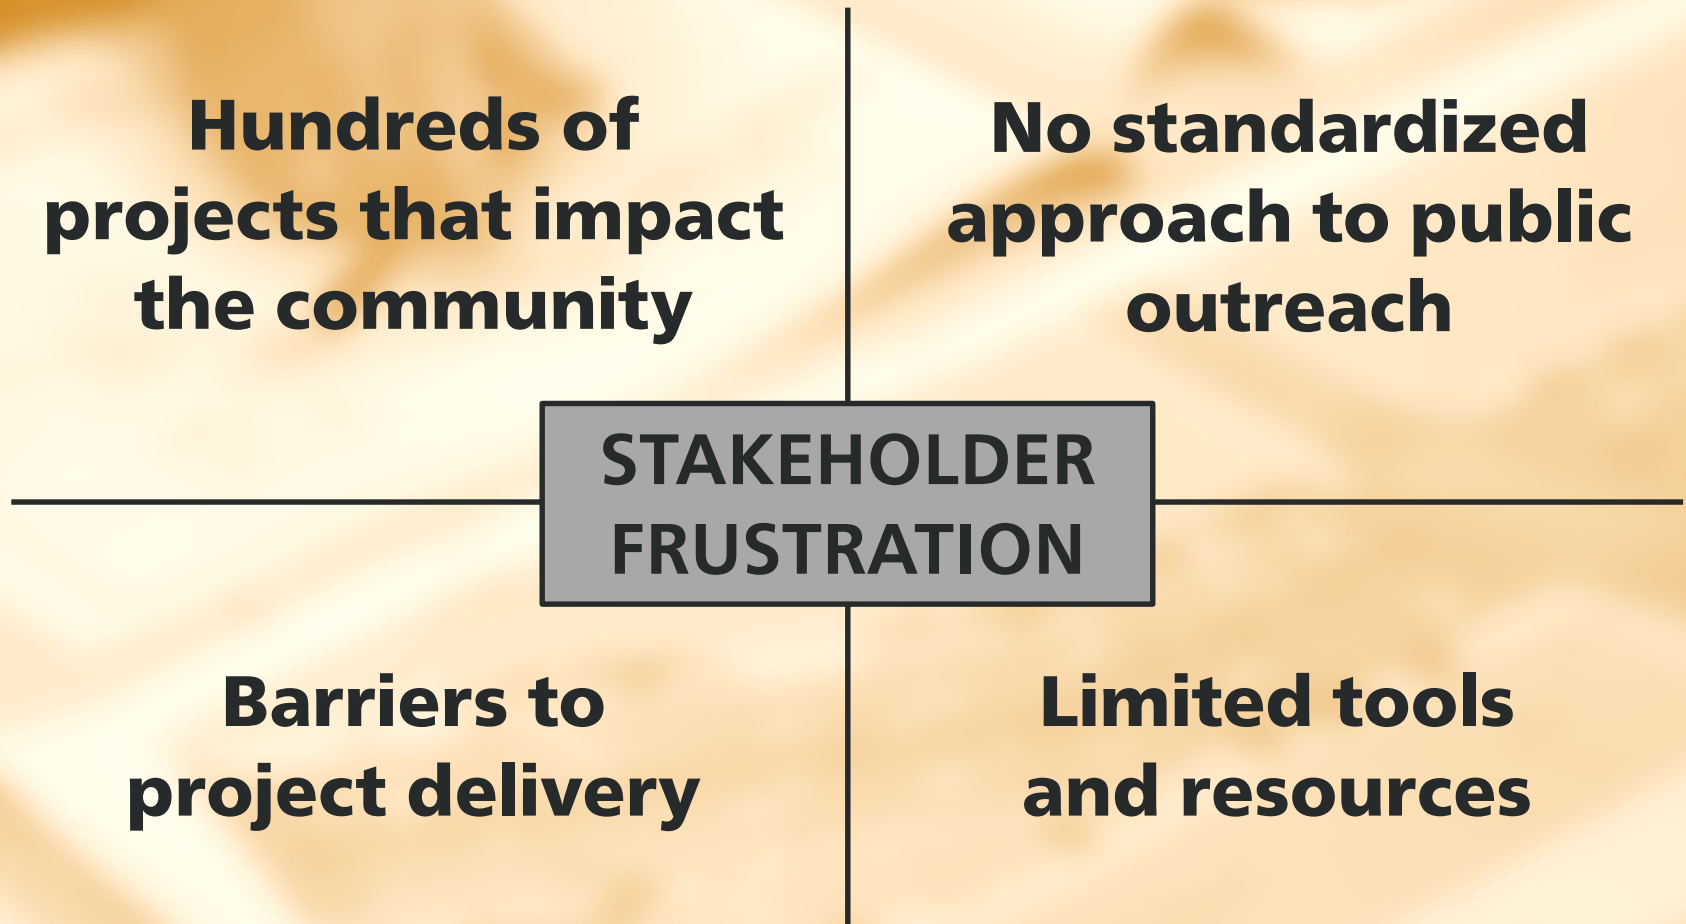 Hundreds of
projects that impact
the community
No standardized
approach to public
outreach
STAKEHOLDER
FRUSTRATION
Barriers to
project delivery
Limited tools
and resources